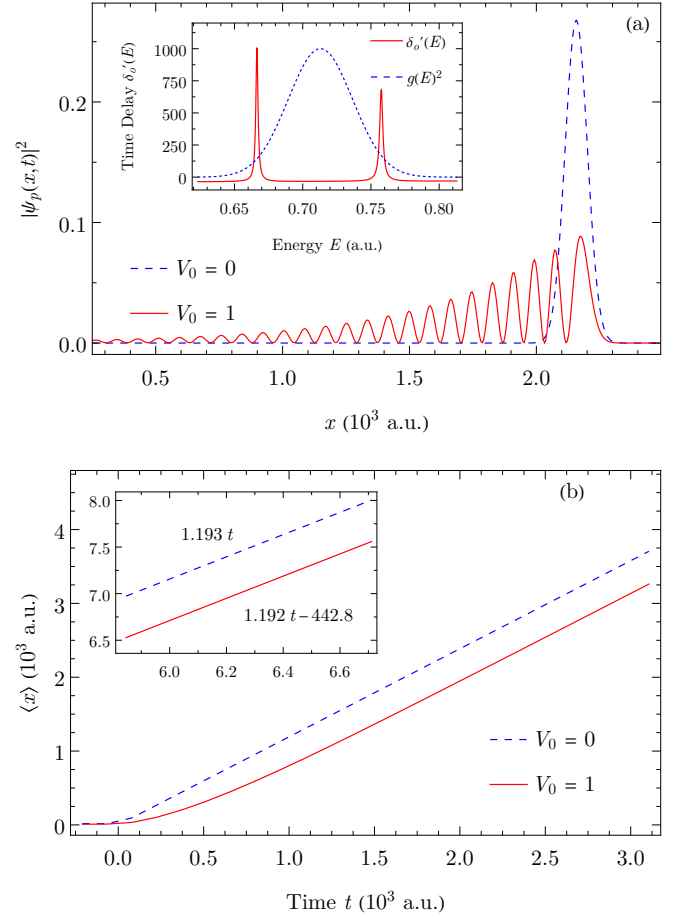 (a)
|ψₚ(x,t)|²
0.2
0.1
0.0
Time Delay δₒ′(E)
1000
750
500
250
0
δₒ′(E)
g(E)²
0.65
0.70
0.75
0.80
Energy E (a.u.)
V₀ = 0
V₀ = 1
0.5
1.0
1.5
2.0
x (10³ a.u.)
(b)
⟨x⟩ (10³ a.u.)
4
3
2
1
0
8.0
7.5
7.0
6.5
1.193 t
1.192 t – 442.8
6.0
6.2
6.4
6.6
V₀ = 0
V₀ = 1
0.0
0.5
1.0
1.5
2.0
2.5
3.0
Time t (10³ a.u.)